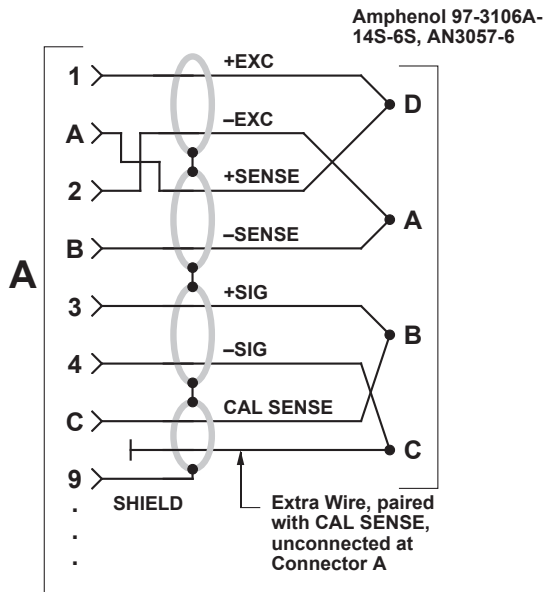 Amphenol 97-3106A-
14S-6S, AN3057-6
A
1
+EXC
D
A
–EXC
2
+SENSE
A
B
–SENSE
3
+SIG
B
4
–SIG
C
CAL SENSE
C
9
SHIELD
Extra Wire, paired
with CAL SENSE,
unconnected at
Connector A
.
.
.